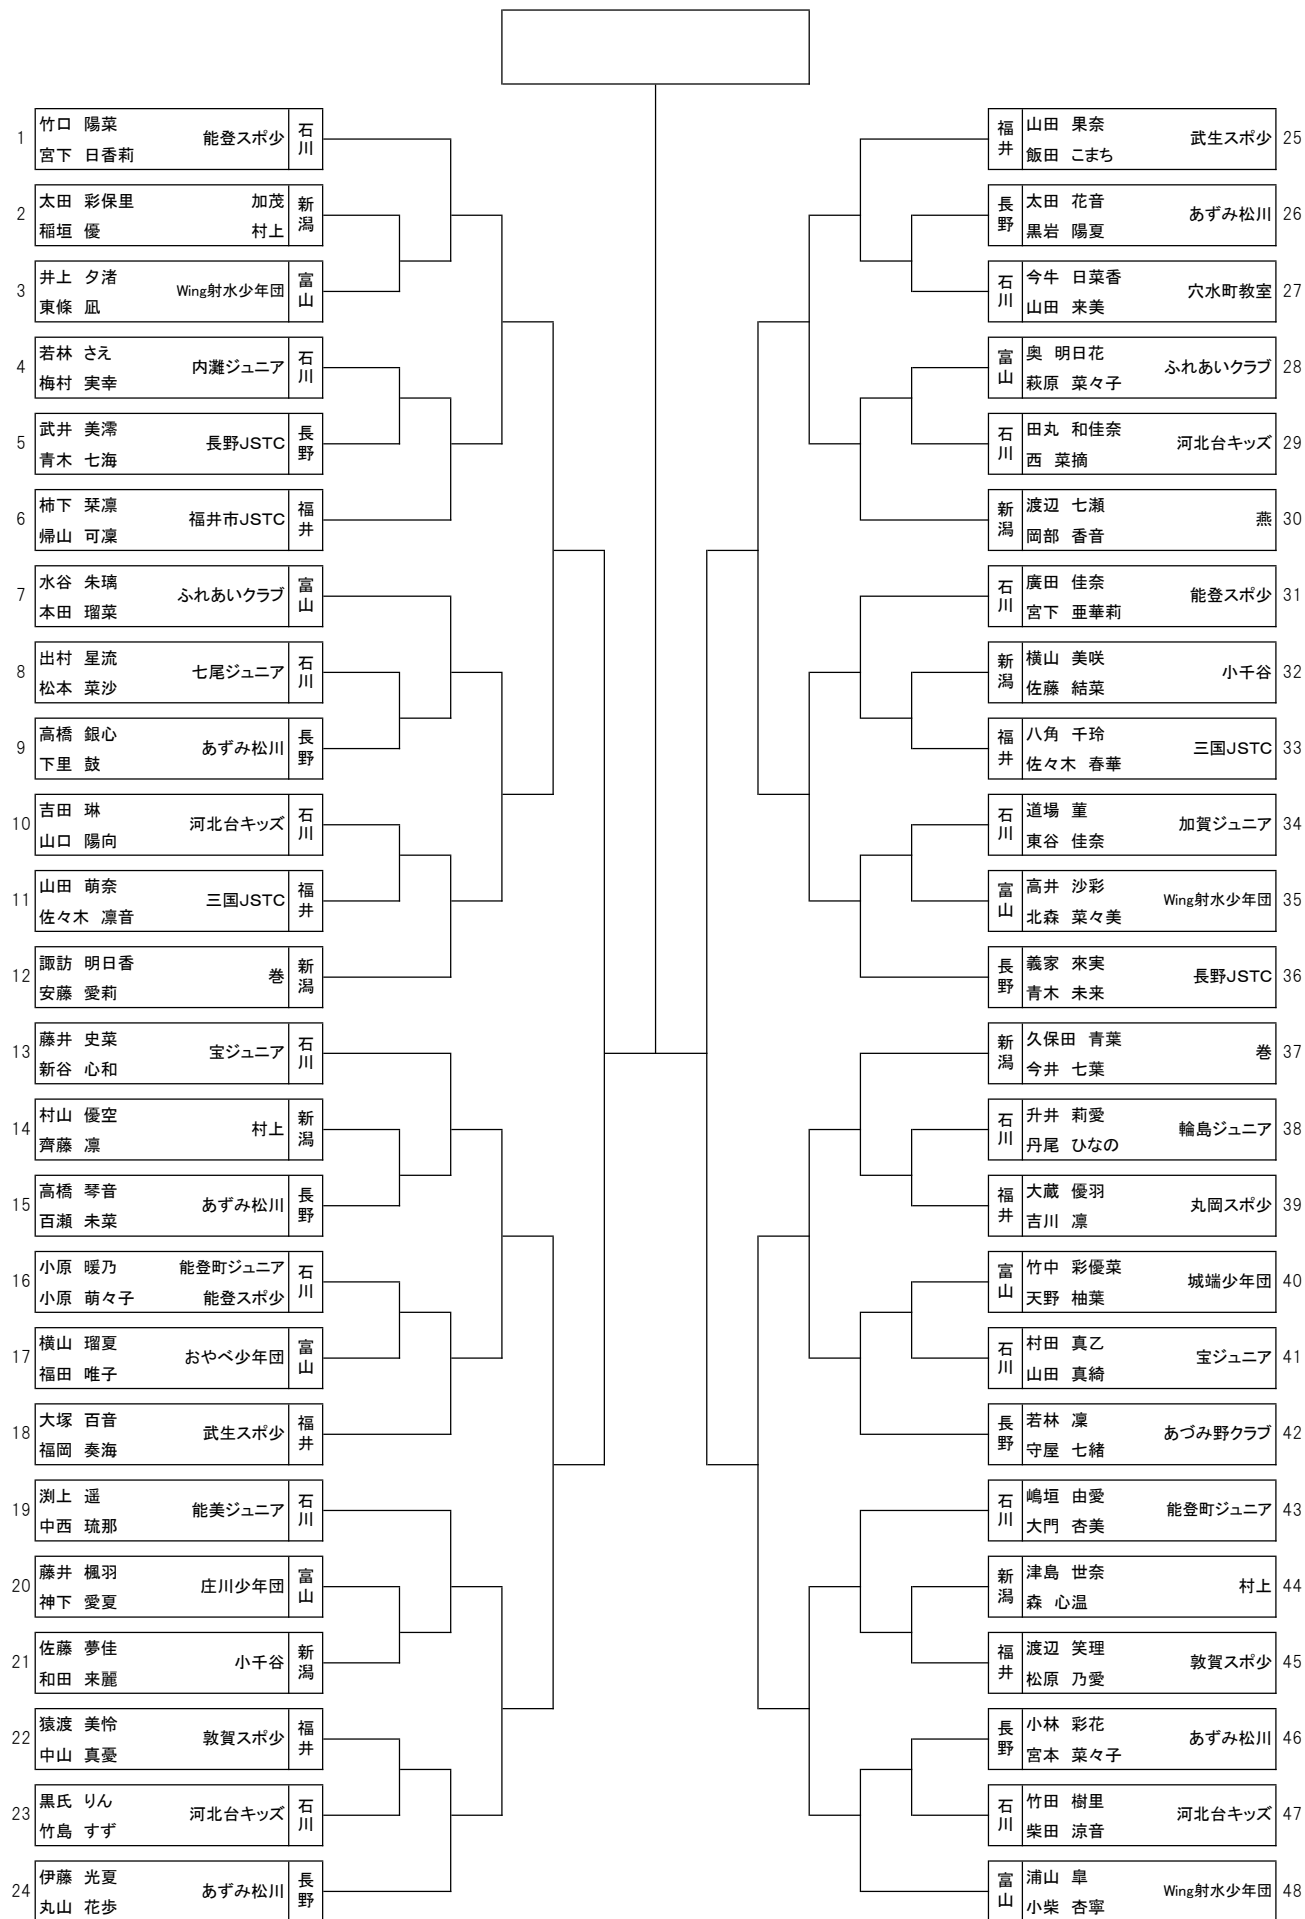 1 竹口 陽菜 宮下 日香莉 能登スポ少 石川
2 太田 彩保里 加茂 稲垣 優 村上 新潟
3 井上 夕渚 東條 凪 Wing射水少年団 富山
4 若林 さえ 梅村 実幸 内灘ジュニア 石川
5 武井 美澪 青木 七海 長野JSTC 長野
6 柿下 栞凛 帰山 可凜 福井市JSTC 福井
7 水谷 朱璃 本田 瑠菜 ふれあいクラブ 富山
8 出村 星流 松本 菜沙 七尾ジュニア 石川
9 高橋 銀心 下里 鼓 あずみ松川 長野
10 吉田 琳 山口 陽向 河北台キッズ 石川
11 山田 萌奈 佐々木 凛音 三国JSTC 福井
12 諏訪 明日香 安藤 愛莉 巻 新潟
13 藤井 史菜 新谷 心和 宝ジュニア 石川
14 村山 優空 齊藤 凛 村上 新潟
15 高橋 琴音 百瀬 未菜 あずみ松川 長野
16 小原 暖乃 能登町ジュニア 小原 萌々子 能登スポ少 石川
17 横山 瑠夏 福田 唯子 おやべ少年団 富山
18 大塚 百音 福岡 奏海 武生スポ少 福井
19 渕上 遥 中西 琉那 能美ジュニア 石川
20 藤井 楓羽 神下 愛夏 庄川少年団 富山
21 佐藤 夢佳 和田 来麗 小千谷 新潟
22 猿渡 美怜 中山 真憂 敦賀スポ少 福井
23 黒氏 りん 竹島 すず 河北台キッズ 石川
24 伊藤 光夏 丸山 花歩 あずみ松川 長野
福井 山田 果奈 飯田 こまち 武生スポ少 25
長野 太田 花音 黒岩 陽夏 あずみ松川 26
石川 今牛 日菜香 山田 来美 穴水町教室 27
富山 奥 明日花 萩原 菜々子 ふれあいクラブ 28
石川 田丸 和佳奈 西 菜摘 河北台キッズ 29
新潟 渡辺 七瀬 岡部 香音 燕 30
石川 廣田 佳奈 宮下 亜華莉 能登スポ少 31
新潟 横山 美咲 佐藤 結菜 小千谷 32
福井 八角 千玲 佐々木 春華 三国JSTC 33
石川 道場 菫 東谷 佳奈 加賀ジュニア 34
富山 高井 沙彩 北森 菜々美 Wing射水少年団 35
長野 義家 來実 青木 未来 長野JSTC 36
新潟 久保田 青葉 今井 七葉 巻 37
石川 升井 莉愛 丹尾 ひなの 輪島ジュニア 38
福井 大蔵 優羽 吉川 凛 丸岡スポ少 39
富山 竹中 彩優菜 天野 柚葉 城端少年団 40
石川 村田 真乙 山田 真綺 宝ジュニア 41
長野 若林 凜 守屋 七緒 あづみ野クラブ 42
石川 嶋垣 由愛 大門 杏美 能登町ジュニア 43
新潟 津島 世奈 森 心温 村上 44
福井 渡辺 笑理 松原 乃愛 敦賀スポ少 45
長野 小林 彩花 宮本 菜々子 あずみ松川 46
石川 竹田 樹里 柴田 涼音 河北台キッズ 47
富山 浦山 皐 小柴 杏寧 Wing射水少年団 48